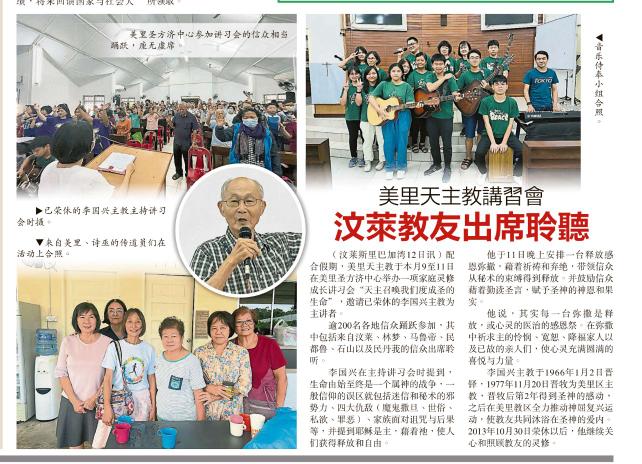 绩，将来回馈国家与社会人
所领取。
美里圣方济中心参加讲习会的信众相当
踊跃，座无虚席。
◀音乐侍奉小组合照。
▶已荣休的李国兴主教主持讲习
会时摄。
▼来自美里、诗巫的传道员们在
活动上合照。
TOKYO
美里天主教講習會
汶萊教友出席聆聽
（汶莱斯里巴加湾12日讯）配
合假期，美里天主教于本月9至11日
在美里圣方济中心举办一项家庭灵修
成长讲习会“天主召唤我们度成圣的
生命”，邀请已荣休的李国兴主教为
主讲者。
逾200名各地信众踊跃参加，其
中包括来自汶莱、林梦、马鲁帝、民
都鲁、石山以及民丹莪的信众出席聆
听。
李国兴在主持讲习会时提到，
生命由始至终是一个属神的战争，一
般信仰的误区就包括迷信和秘术的邪
势力、四大仇敌（魔鬼撒旦、世俗、
私欲、罪恶）、家族面对诅咒与后果
等，并提到耶稣是主，藉着祂，使人
们获得释放和自由。
他于11日晚上安排一台释放感
恩弥撒，藉着祈祷和弃绝，带领信众
从秘术的束缚得到释放，并鼓励信众
藉着勤读圣言，赋予圣神的神恩和果
实。
他说，其实每一台弥撒是释
放，或心灵的医治的感恩祭。在弥撒
中祈求主的怜悯、宽恕、降福家人以
及已故的亲人们，使心灵充满圆满的
喜悦与力量。
李国兴主教于1966年1月2日晋
铎，1977年11月20日晋牧为美里区主
教，晋牧后第2年得到圣神的感动，
之后在美里教区全力推动神恩复兴运
动，使教友共同沐浴在圣神的爱内。
2013年10月30日荣休以后，他继续关
心和照顾教友的灵修。